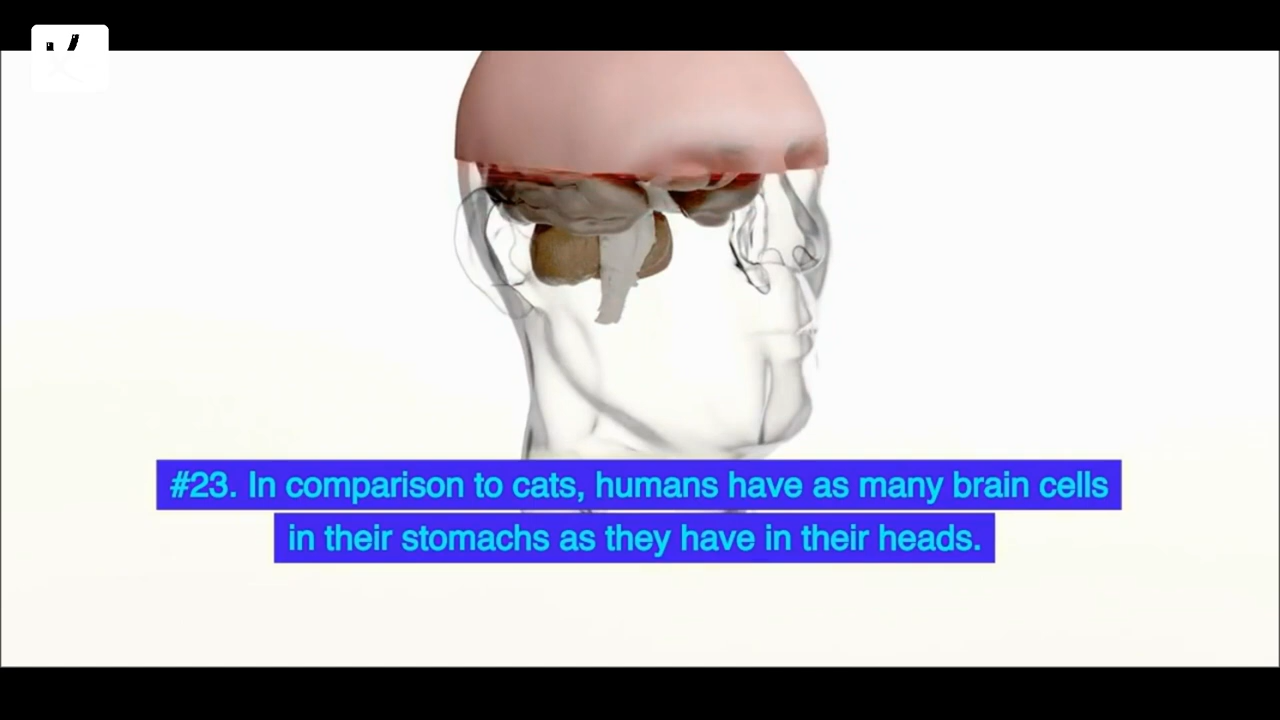 #23. In comparison to cats, humans have as many brain cells
in their stomachs as they have in their heads.